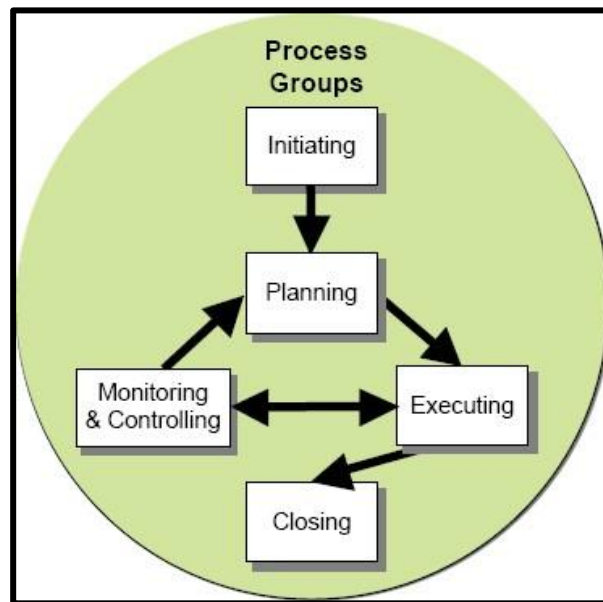 Process
Groups
Initiating
Planning
Monitoring
& Controlling
Executing
Closing